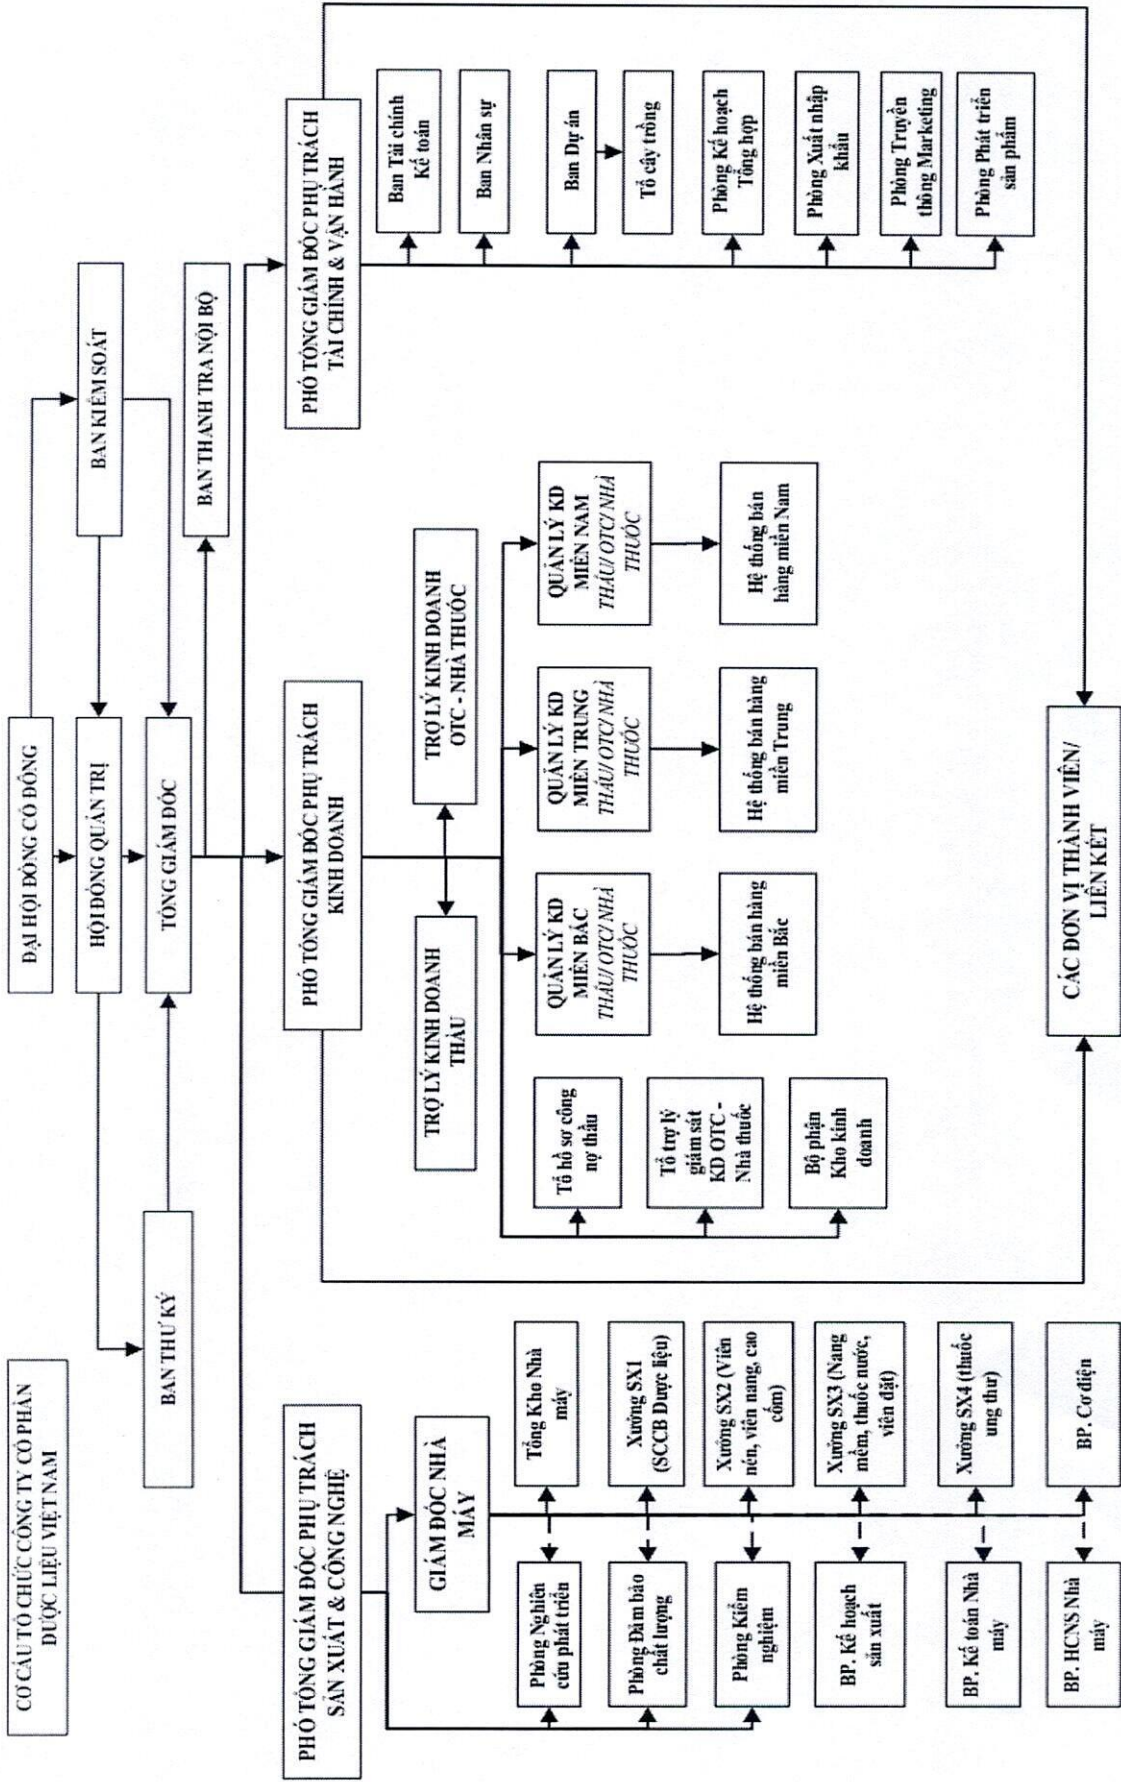 CƠ CẤU TỔ CHỨC CÔNG TY CỔ PHẦN
DƯỢC LIỆU VIỆT NAM
ĐẠI HỘI ĐỒNG CỔ ĐÔNG
HỘI ĐỒNG QUẢN TRỊ
BAN KIỂM SOÁT
BAN THƯ KÝ
TỔNG GIÁM ĐỐC
BAN THANH TRA NỘI BỘ
PHÓ TỔNG GIÁM ĐỐC PHỤ TRÁCH
SẢN XUẤT & CÔNG NGHỆ
PHÓ TỔNG GIÁM ĐỐC PHỤ TRÁCH
KINH DOANH
PHÓ TỔNG GIÁM ĐỐC PHỤ TRÁCH
TÀI CHÍNH & VẬN HÀNH
GIÁM ĐỐC NHÀ
MÁY
Phòng Nghiên
cứu phát triển
Tổng Kho Nhà
máy
Phòng Đảm bảo
chất lượng
Xưởng SX1
(SCCB Dược liệu)
Phòng Kiểm
nghiệm
Xưởng SX2 (Viên
nén, viên nang, cao
cốm)
BP. Kế hoạch
sản xuất
Xưởng SX3 (Nang
mềm, thuốc nước,
viên đặt)
BP. Kế toán Nhà
máy
Xưởng SX4 (thuốc
ung thư)
BP. HCNS Nhà
máy
BP. Cơ điện
TRỢ LÝ KINH DOANH
THẦU
TRỢ LÝ KINH DOANH
OTC - NHÀ THUỐC
Tổ hồ sơ công
nợ thầu
Tổ trợ lý
giám sát
KD OTC -
Nhà thuốc
Bộ phận
Kho kinh
doanh
QUẢN LÝ KD
MIỀN BẮC
THẦU/ OTC/ NHÀ
THUỐC
QUẢN LÝ KD
MIỀN TRUNG
THẦU/ OTC/ NHÀ
THUỐC
QUẢN LÝ KD
MIỀN NAM
THẦU/ OTC/ NHÀ
THUỐC
Hệ thống bán hàng
miền Bắc
Hệ thống bán hàng
miền Trung
Hệ thống bán
hàng miền Nam
Ban Tài chính
Kế toán
Ban Nhân sự
Ban Dự án
Tổ cây trồng
Phòng Kế hoạch
Tổng hợp
Phòng Xuất nhập
khẩu
Phòng Truyền
thông Marketing
Phòng Phát triển
sản phẩm
CÁC ĐƠN VỊ THÀNH VIÊN/
LIÊN KẾT